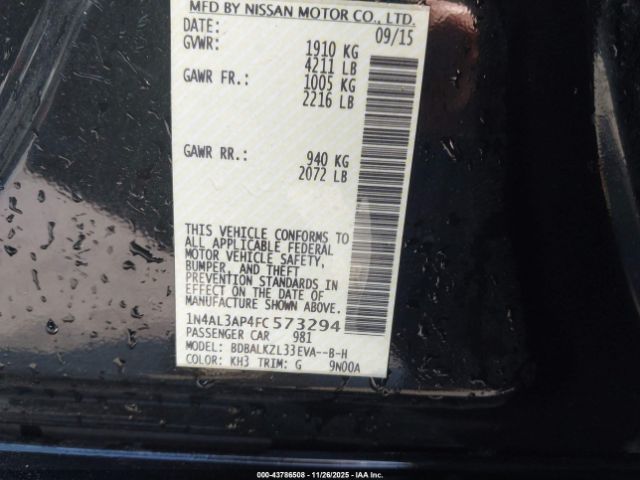 MFD BY NISSAN MOTOR CO., LTD.
DATE: 09/15
GVWR: 1910 KG
4211 LB
GAWR FR.: 1005 KG
2216 LB
GAWR RR.: 940 KG
2072 LB
THIS VEHICLE CONFORMS TO
ALL APPLICABLE FEDERAL
MOTOR VEHICLE SAFETY,
BUMPER, AND THEFT
PREVENTION STANDARDS IN
EFFECT ON THE DATE OF
MANUFACTURE SHOWN ABOVE.
1N4AL3AP4FC573294
PASSENGER CAR 981
MODEL: BDBALKZL33EVA--B-H
COLOR: KH3 TRIM: G 9N00A
000-43786508 - 11/26/2025 - IAAI